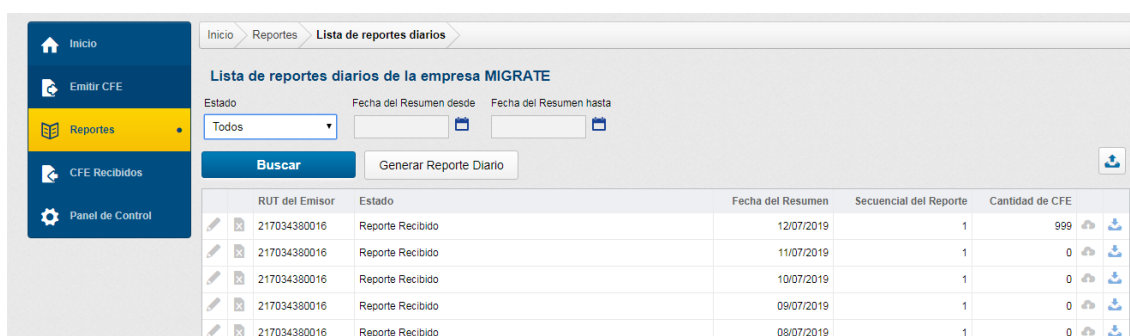 Inicio
Emitir CFE
Reportes
CFE Recibidos
Panel de Control
Inicio Reportes Lista de reportes diarios
Lista de reportes diarios de la empresa MIGRATE
Estado Fecha del Resumen desde Fecha del Resumen hasta
Todos
Buscar Generar Reporte Diario
RUT del Emisor Estado Fecha del Resumen Secuencial del Reporte Cantidad de CFE
217034380016 Reporte Recibido 12/07/2019 1 999
217034380016 Reporte Recibido 11/07/2019 1 0
217034380016 Reporte Recibido 10/07/2019 1 0
217034380016 Reporte Recibido 09/07/2019 1 0
217034380016 Reporte Recibido 08/07/2019 1 0